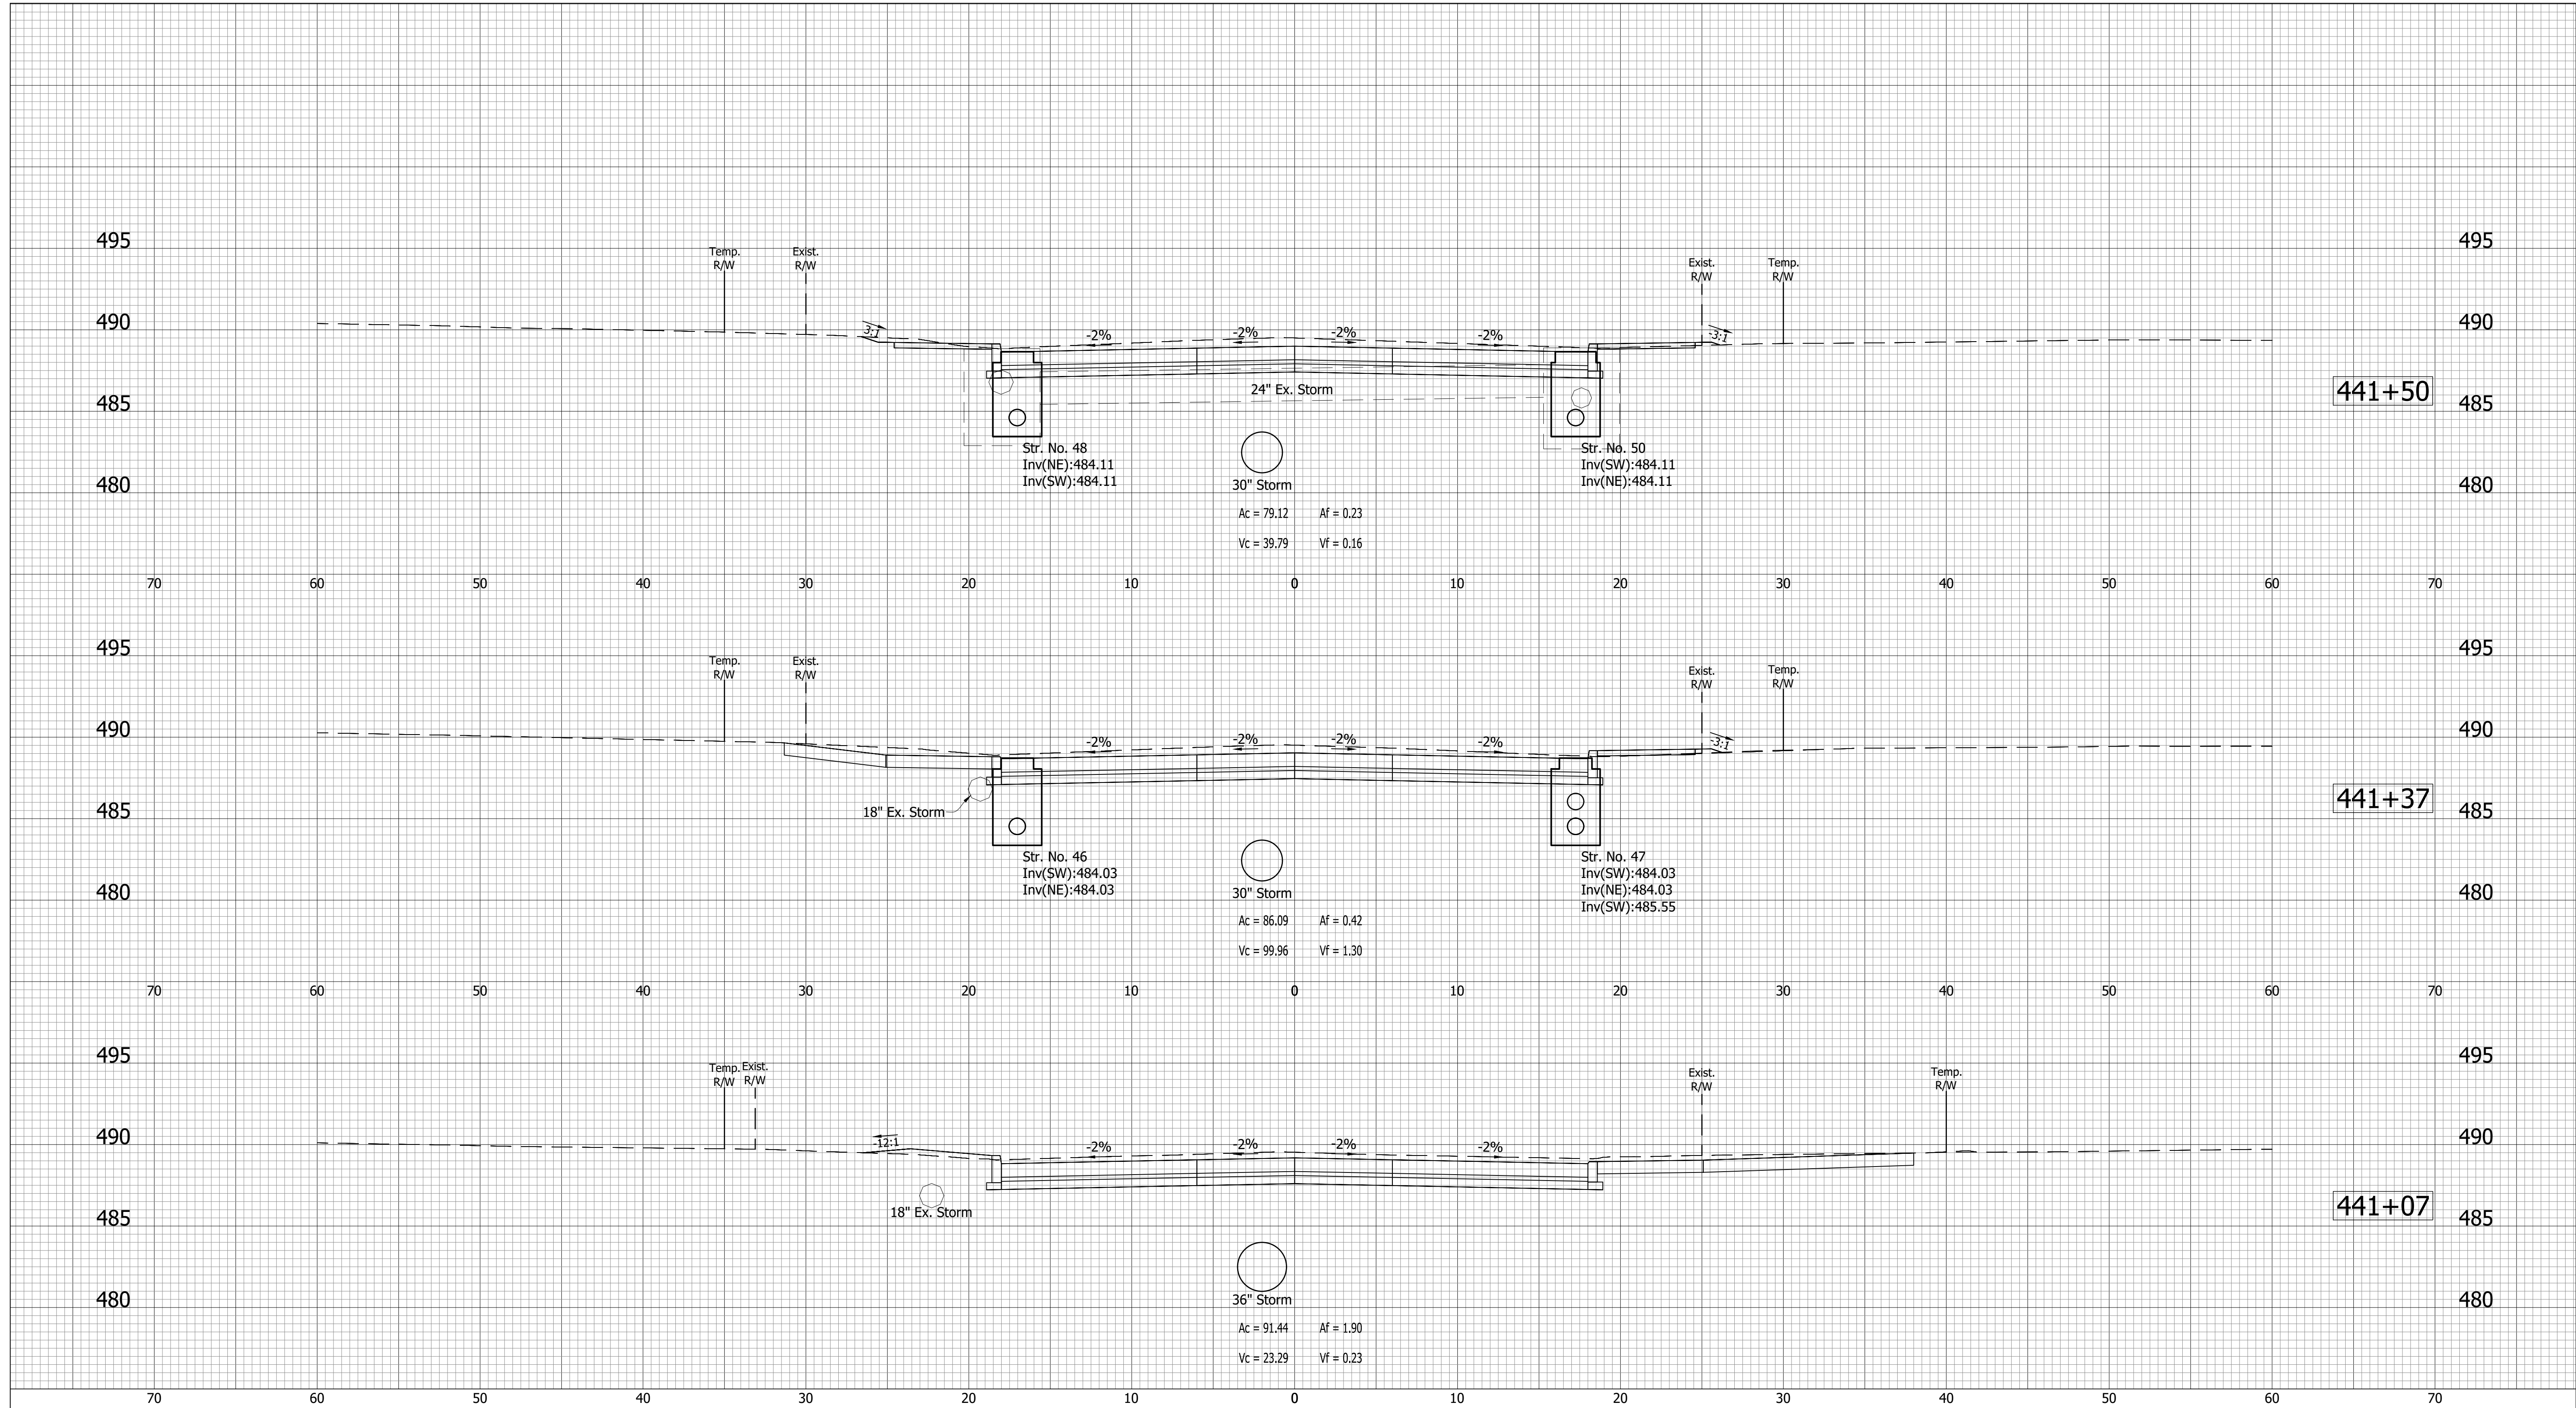 495 495
Temp. Exist.
R/W R/W
Exist. Temp.
R/W R/W
490 490
3:1 -2% -2% -2% -2% -3:1
24" Ex. Storm
441+50
485 485
Str. No. 48 Str. No. 50
Inv(NE):484.11 Inv(SW):484.11
Inv(SW):484.11 Inv(NE):484.11
480 480
30" Storm
Ac = 79.12 Af = 0.23
Vc = 39.79 Vf = 0.16
70 60 50 40 30 20 10 0 10 20 30 40 50 60 70
495 495
Temp. Exist.
R/W R/W
Exist. Temp.
R/W R/W
490 490
-2% -2% -2% -2% -3:1
441+37
485 485
18" Ex. Storm
Str. No. 46 Str. No. 47
Inv(SW):484.03 Inv(SW):484.03
Inv(NE):484.03 Inv(NE):484.03
Inv(SW):485.55
480 480
30" Storm
Ac = 86.09 Af = 0.42
Vc = 99.96 Vf = 1.30
70 60 50 40 30 20 10 0 10 20 30 40 50 60 70
495 495
Temp. Exist.
R/W R/W
Exist. Temp.
R/W R/W
490 490
-12:1 -2% -2% -2% -2%
441+07
18" Ex. Storm
485 485
480 480
36" Storm
Ac = 91.44 Af = 1.90
Vc = 23.29 Vf = 0.23
70 60 50 40 30 20 10 0 10 20 30 40 50 60 70